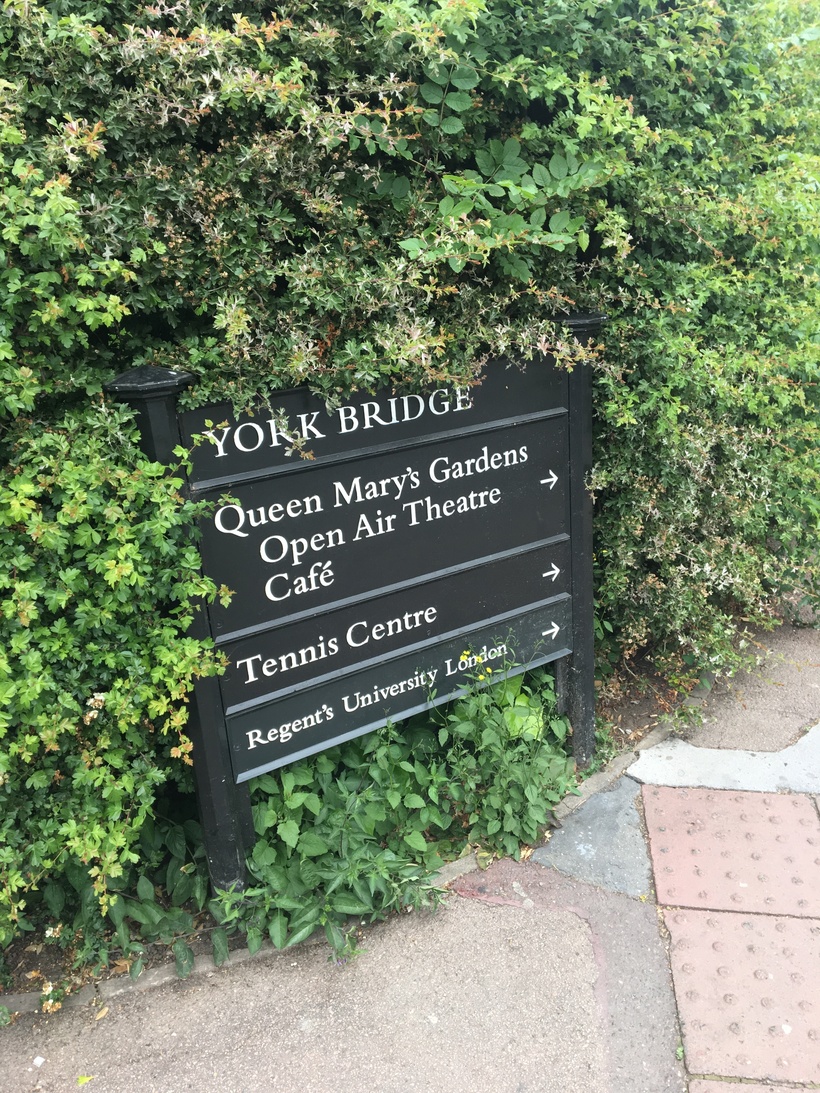 YORK BRIDGE
Queen Mary's Gardens →
Open Air Theatre
Café
Tennis Centre →
Regent's University London →